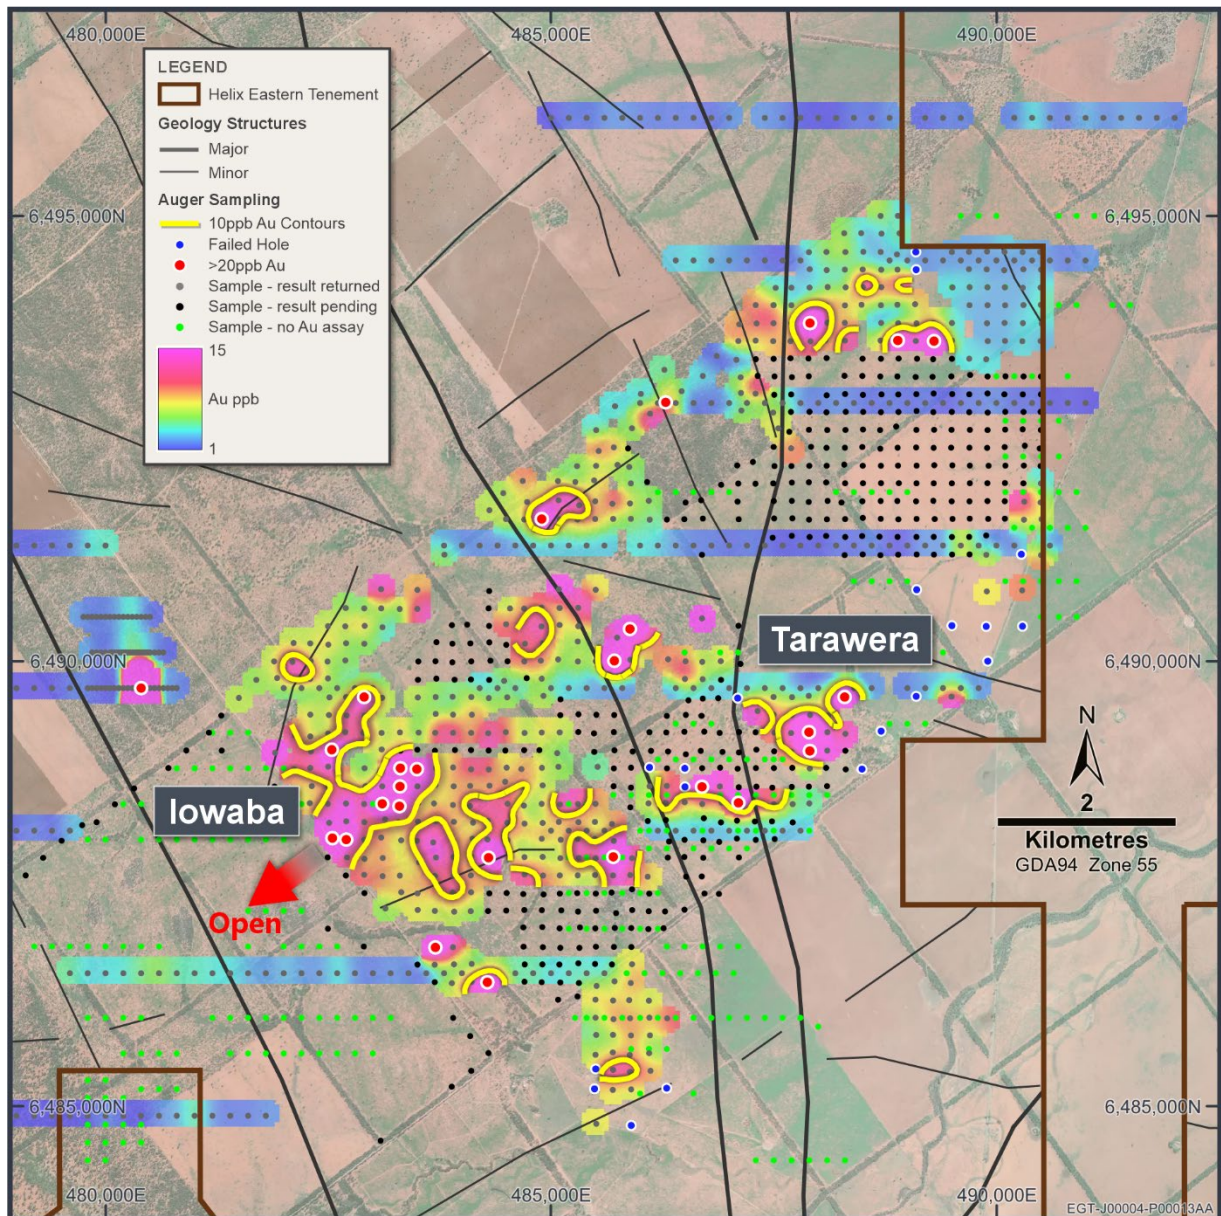 480,000E
485,000E
490,000E
LEGEND
Helix Eastern Tenement
Geology Structures
Major
Minor
Auger Sampling
10ppb Au Contours
Failed Hole
>20ppb Au
Sample - result returned
Sample - result pending
Sample - no Au assay
15
Au ppb
1
6,495,000N
6,495,000N
Tarawera
6,490,000N
6,490,000N
N
2
Kilometres
GDA94 Zone 55
Iowaba
Open
6,485,000N
6,485,000N
480,000E
485,000E
490,000E
EGT-J00004-P00013AA